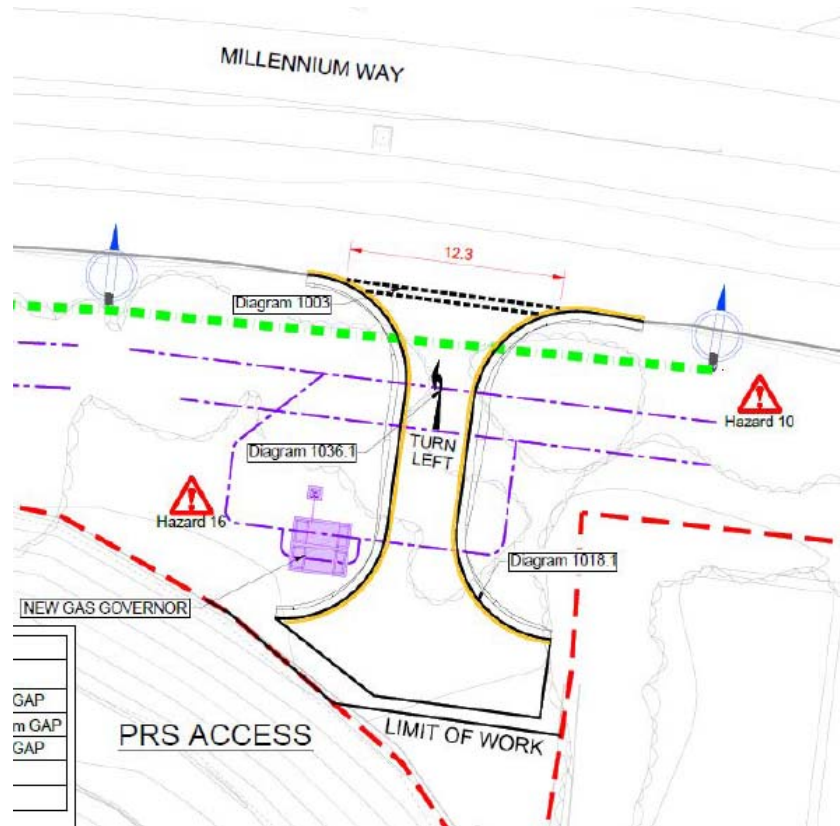 MILLENNIUM WAY
12.3
Diagram 1003
Hazard 10
TURN
LEFT
Diagram 1036.1
Hazard 16
Diagram 1018.1
NEW GAS GOVERNOR
GAP
m GAP
GAP
PRS ACCESS
LIMIT OF WORK